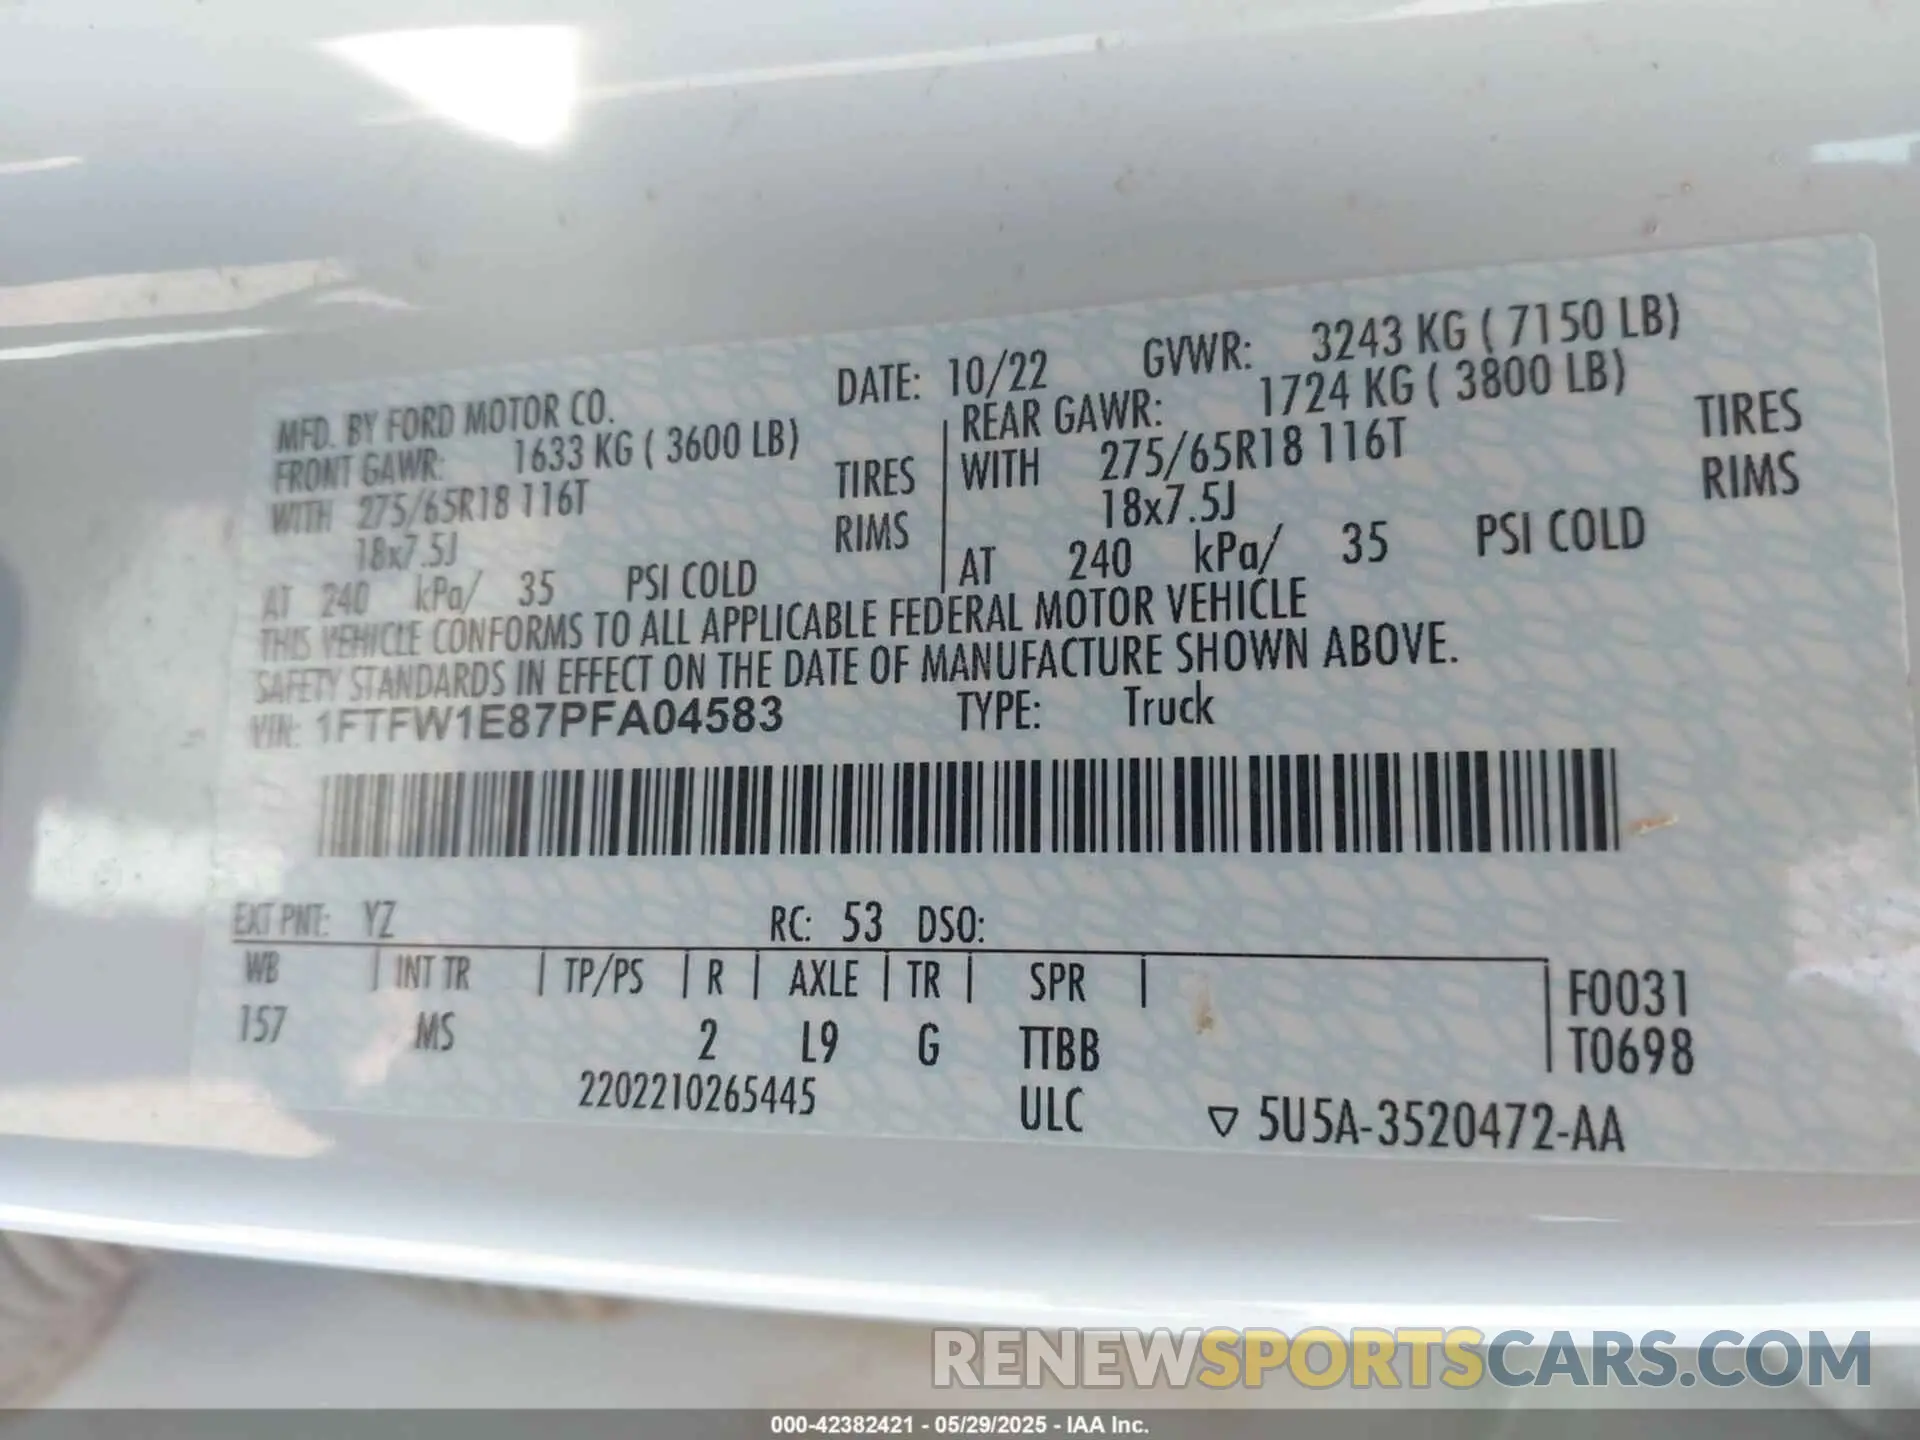 MFD. BY FORD MOTOR CO. DATE: 10/22 GVWR: 3243 KG ( 7150 LB)
FRONT GAWR: 1633 KG ( 3600 LB) REAR GAWR: 1724 KG ( 3800 LB)
WITH 275/65R18 116T TIRES WITH 275/65R18 116T TIRES
18x7.5J RIMS 18x7.5J RIMS
AT 240 kPa/ 35 PSI COLD AT 240 kPa/ 35 PSI COLD
THIS VEHICLE CONFORMS TO ALL APPLICABLE FEDERAL MOTOR VEHICLE
SAFETY STANDARDS IN EFFECT ON THE DATE OF MANUFACTURE SHOWN ABOVE.
VIN: 1FTFW1E87PFA04583 TYPE: Truck
EXT PNT: YZ RC: 53 DSO:
WB | INT TR | TP/PS | R | AXLE | TR | SPR | F0031
157 MS 2 L9 G TTBB T0698
2202210265445 ULC ▽ 5U5A-3520472-AA
RENEWSPORTSCARS.COM
000-42382421 - 05/29/2025 - IAA Inc.